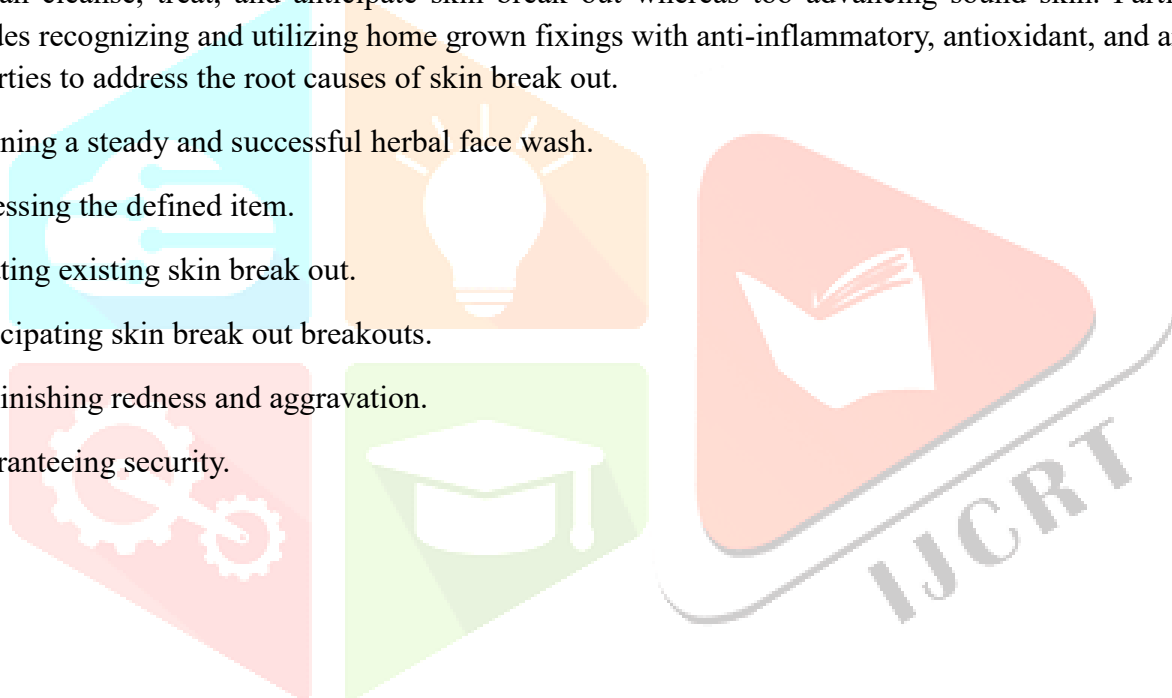 an cleanse, treat, and anticipate skin break out whereas too advancing sound skin. Parti
les recognizing and utilizing home grown fixings with anti-inflammatory, antioxidant, and a
rties to address the root causes of skin break out.
ning a steady and successful herbal face wash.
essing the defined item.
ting existing skin break out.
cipating skin break out breakouts.
inishing redness and aggravation.
ranteeing security.
IJCRT